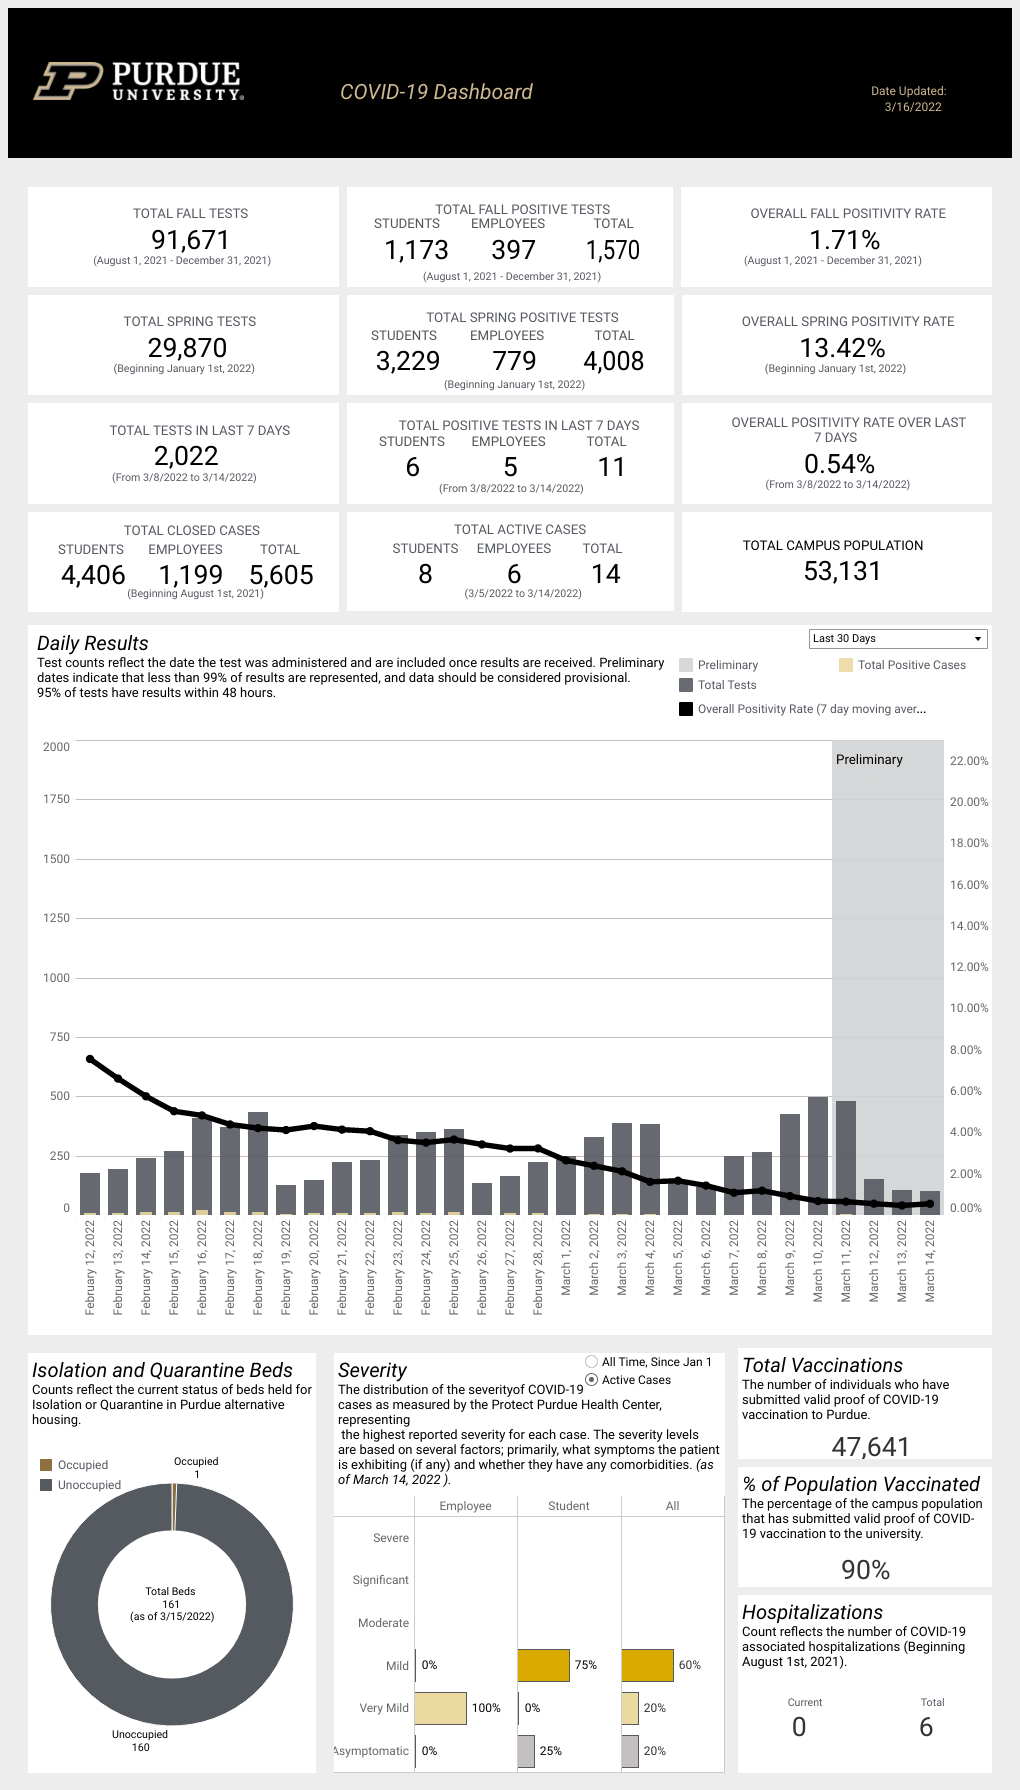 PURDUE
UNIVERSITY®
COVID-19 Dashboard
Date Updated:
3/16/2022
TOTAL FALL TESTS
91,671
(August 1, 2021 - December 31, 2021)
TOTAL FALL POSITIVE TESTS
STUDENTS EMPLOYEES TOTAL
1,173 397 1,570
(August 1, 2021 - December 31, 2021)
OVERALL FALL POSITIVITY RATE
1.71%
(August 1, 2021 - December 31, 2021)
TOTAL SPRING TESTS
29,870
(Beginning January 1st, 2022)
TOTAL SPRING POSITIVE TESTS
STUDENTS EMPLOYEES TOTAL
3,229 779 4,008
(Beginning January 1st, 2022)
OVERALL SPRING POSITIVITY RATE
13.42%
(Beginning January 1st, 2022)
TOTAL TESTS IN LAST 7 DAYS
2,022
(From 3/8/2022 to 3/14/2022)
TOTAL POSITIVE TESTS IN LAST 7 DAYS
STUDENTS EMPLOYEES TOTAL
6 5 11
(From 3/8/2022 to 3/14/2022)
OVERALL POSITIVITY RATE OVER LAST
7 DAYS
0.54%
(From 3/8/2022 to 3/14/2022)
TOTAL CLOSED CASES
STUDENTS EMPLOYEES TOTAL
4,406 1,199 5,605
(Beginning August 1st, 2021)
TOTAL ACTIVE CASES
STUDENTS EMPLOYEES TOTAL
8 6 14
(3/5/2022 to 3/14/2022)
TOTAL CAMPUS POPULATION
53,131
Daily Results
Test counts reflect the date the test was administered and are included once results are received. Preliminary
dates indicate that less than 99% of results are represented, and data should be considered provisional.
95% of tests have results within 48 hours.
Last 30 Days
Preliminary Total Positive Cases
Total Tests
Overall Positivity Rate (7 day moving aver...
Preliminary
2000
1750
1500
1250
1000
750
500
250
0
22.00%
20.00%
18.00%
16.00%
14.00%
12.00%
10.00%
8.00%
6.00%
4.00%
2.00%
0.00%
February 12, 2022
February 13, 2022
February 14, 2022
February 15, 2022
February 16, 2022
February 17, 2022
February 18, 2022
February 19, 2022
February 20, 2022
February 21, 2022
February 22, 2022
February 23, 2022
February 24, 2022
February 25, 2022
February 26, 2022
February 27, 2022
February 28, 2022
March 1, 2022
March 2, 2022
March 3, 2022
March 4, 2022
March 5, 2022
March 6, 2022
March 7, 2022
March 8, 2022
March 9, 2022
March 10, 2022
March 11, 2022
March 12, 2022
March 13, 2022
March 14, 2022
Isolation and Quarantine Beds
Counts reflect the current status of beds held for
Isolation or Quarantine in Purdue alternative
housing.
Occupied
Unoccupied
Occupied
1
Total Beds
161
(as of 3/15/2022)
Unoccupied
160
Severity
All Time, Since Jan 1
Active Cases
The distribution of the severityof COVID-19
cases as measured by the Protect Purdue Health Center,
representing
the highest reported severity for each case. The severity levels
are based on several factors; primarily, what symptoms the patient
is exhibiting (if any) and whether they have any comorbidities. (as
of March 14, 2022 ).
Employee Student All
Severe
Significant
Moderate
Mild 0% 75% 60%
Very Mild 100% 0% 20%
Asymptomatic 0% 25% 20%
Total Vaccinations
The number of individuals who have
submitted valid proof of COVID-19
vaccination to Purdue.
47,641
% of Population Vaccinated
The percentage of the campus population
that has submitted valid proof of COVID-
19 vaccination to the university.
90%
Hospitalizations
Count reflects the number of COVID-19
associated hospitalizations (Beginning
August 1st, 2021).
Current Total
0 6